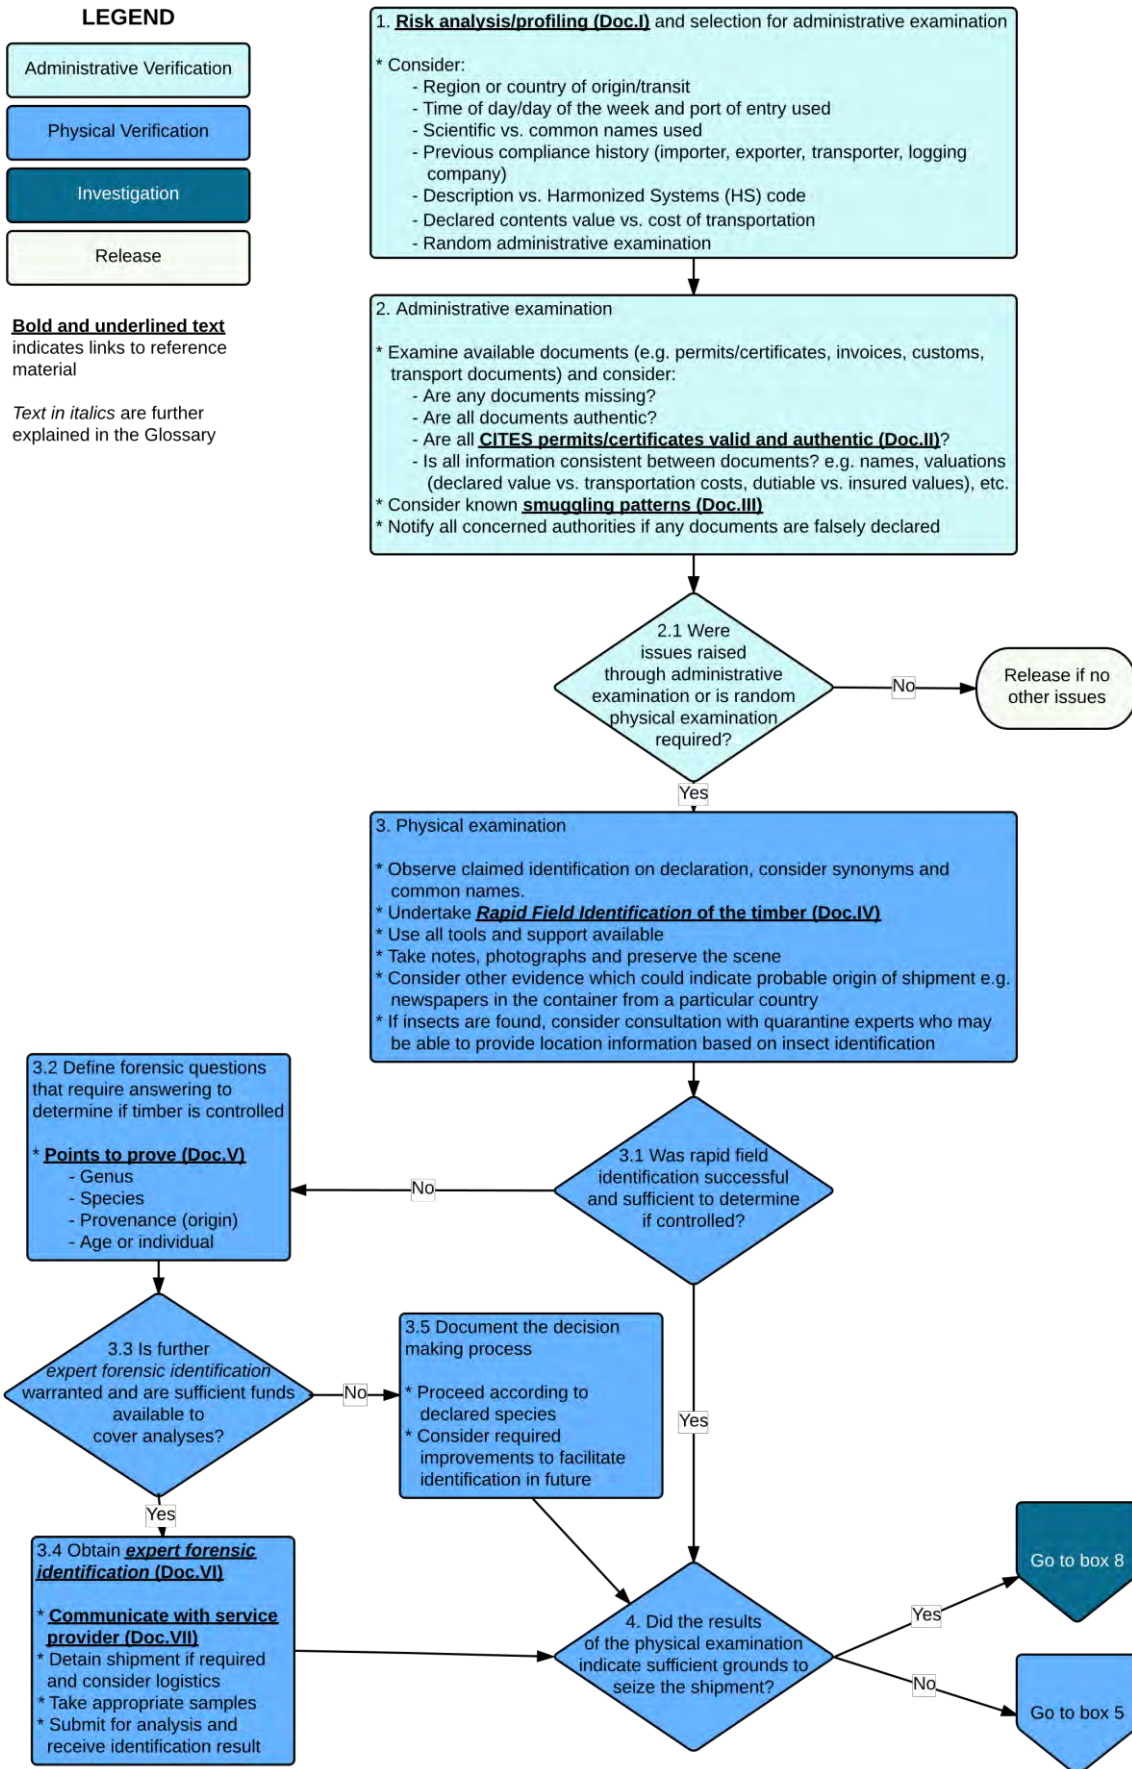 LEGEND
Administrative Verification
Physical Verification
Investigation
Release
Bold and underlined text
indicates links to reference
material
Text in italics are further
explained in the Glossary
1. Risk analysis/profiling (Doc.I) and selection for administrative examination
* Consider:
- Region or country of origin/transit
- Time of day/day of the week and port of entry used
- Scientific vs. common names used
- Previous compliance history (importer, exporter, transporter, logging
company)
- Description vs. Harmonized Systems (HS) code
- Declared contents value vs. cost of transportation
- Random administrative examination
2. Administrative examination
* Examine available documents (e.g. permits/certificates, invoices, customs,
transport documents) and consider:
- Are any documents missing?
- Are all documents authentic?
- Are all CITES permits/certificates valid and authentic (Doc.II)?
- Is all information consistent between documents? e.g. names, valuations
(declared value vs. transportation costs, dutiable vs. insured values), etc.
* Consider known smuggling patterns (Doc.III)
* Notify all concerned authorities if any documents are falsely declared
2.1 Were
issues raised
through administrative
examination or is random
physical examination
required?
No
Release if no
other issues
Yes
3. Physical examination
* Observe claimed identification on declaration, consider synonyms and
common names.
* Undertake Rapid Field Identification of the timber (Doc.IV)
* Use all tools and support available
* Take notes, photographs and preserve the scene
* Consider other evidence which could indicate probable origin of shipment e.g.
newspapers in the container from a particular country
* If insects are found, consider consultation with quarantine experts who may
be able to provide location information based on insect identification
3.1 Was rapid field
identification successful
and sufficient to determine
if controlled?
No
3.2 Define forensic questions
that require answering to
determine if timber is controlled
* Points to prove (Doc.V)
- Genus
- Species
- Provenance (origin)
- Age or individual
3.3 Is further
expert forensic identification
warranted and are sufficient funds
available to
cover analyses?
No
3.5 Document the decision
making process
* Proceed according to
declared species
* Consider required
improvements to facilitate
identification in future
Yes
Yes
3.4 Obtain expert forensic
identification (Doc.VI)
* Communicate with service
provider (Doc.VII)
* Detain shipment if required
and consider logistics
* Take appropriate samples
* Submit for analysis and
receive identification result
4. Did the results
of the physical examination
indicate sufficient grounds to
seize the shipment?
Yes
Go to box 8
No
Go to box 5